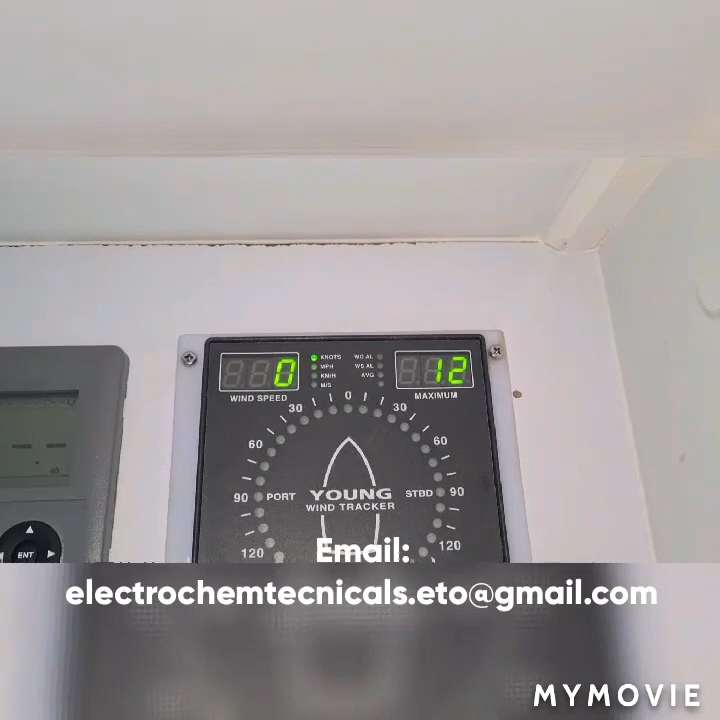 0
KNOTS
MPH
KM/H
M/S
WD AL
WS AL
AVG
12
WIND SPEED
MAXIMUM
30 0 30
60 60
90 PORT YOUNG STBD 90
WIND TRACKER
120 120
ENT
Email:
electrochemtecnicals.eto@gmail.com
MYMOVIE